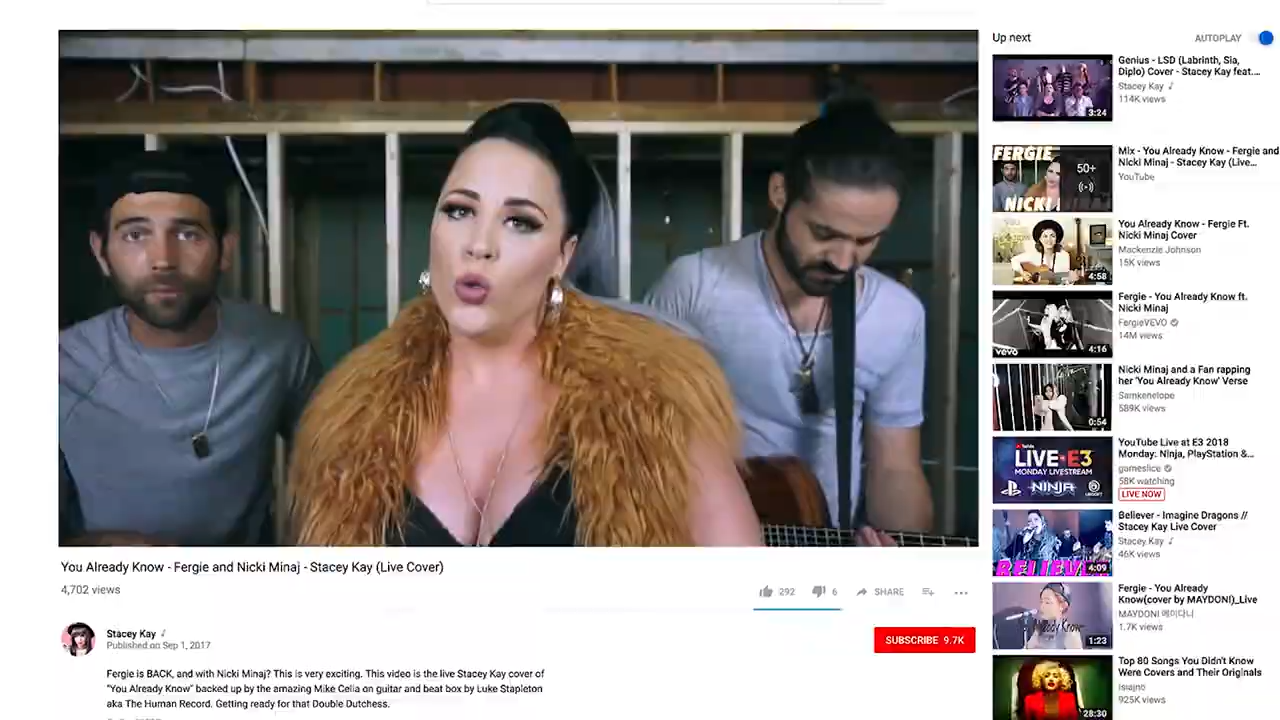 Up next
AUTOPLAY
Genius - LSD (Labrinth, Sia,
Diplo) Cover - Stacey Kay feat....
Stacey Kay
114K views
3:24
FERGIE
NICKI
50+
Mix - You Already Know - Fergie and
Nicki Minaj - Stacey Kay (Live...
YouTube
You Already Know - Fergie Ft.
Nicki Minaj Cover
Mackenzie Johnson
15K views
4:58
Fergie - You Already Know ft.
Nicki Minaj
FergieVEVO
14M views
vevo
4:16
Nicki Minaj and a Fan rapping
her 'You Already Know' Verse
Samkenelope
589K views
0:54
LIVE E3
MONDAY LIVESTREAM
NINJA
UBISOFT
YouTube Live at E3 2018
Monday: Ninja, PlayStation &...
gameslice
58K watching
LIVE NOW
Believer - Imagine Dragons //
Stacey Kay Live Cover
Stacey Kay
46K views
4:09
Fergie - You Already
Know(cover by MAYDONI)_Live
MAYDONI 메이다니
1.7K views
1:23
Top 80 Songs You Didn't Know
Were Covers and Their Originals
925K views
28:30
You Already Know - Fergie and Nicki Minaj - Stacey Kay (Live Cover)
4,702 views
292
6
SHARE
Stacey Kay
Published on Sep 1, 2017
SUBSCRIBE 9.7K
Fergie is BACK, and with Nicki Minaj? This is very exciting. This video is the live Stacey Kay cover of
"You Already Know" backed up by the amazing Mike Celia on guitar and beat box by Luke Stapleton
aka The Human Record. Getting ready for that Double Dutchess.